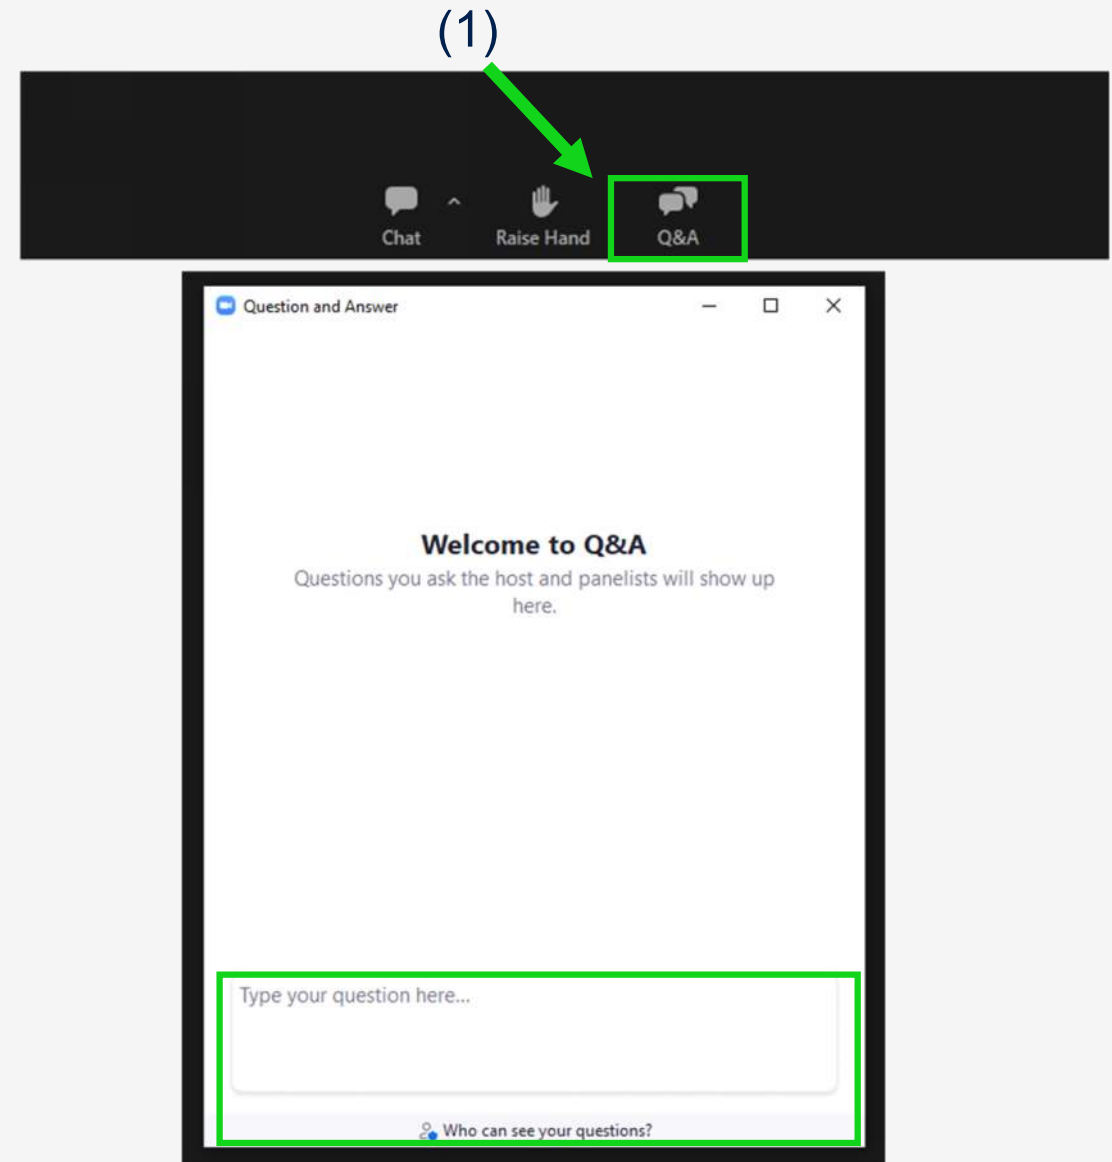 (1)
Chat
Raise Hand
Q&A
Question and Answer
Welcome to Q&A
Questions you ask the host and panelists will show up
here.
Type your question here...
Who can see your questions?